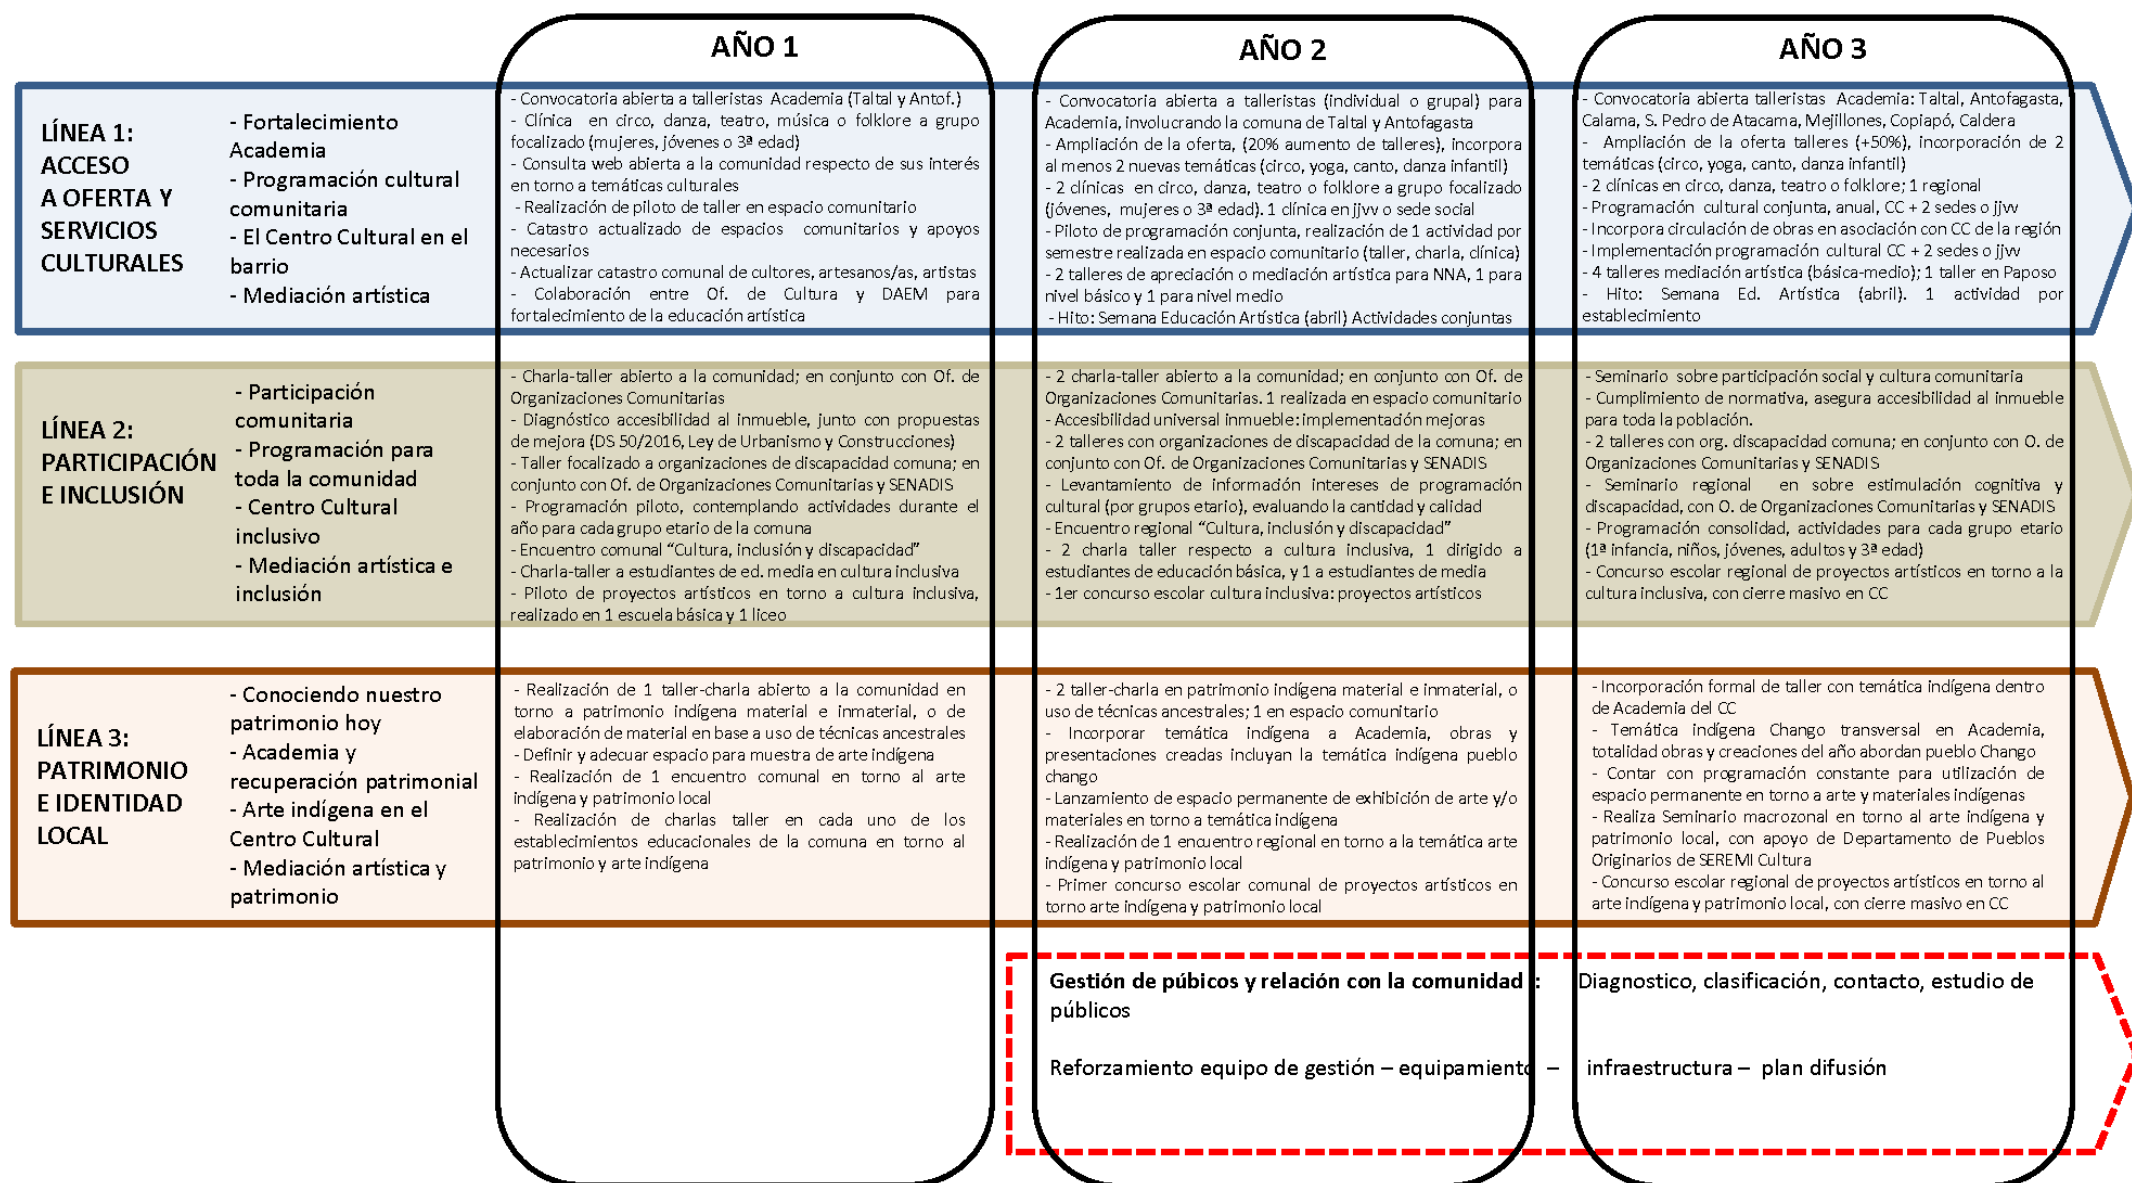 AÑO 1
AÑO 2
AÑO 3
LÍNEA 1:
ACCESO
A OFERTA Y
SERVICIOS
CULTURALES
- Fortalecimiento
Academia
- Programación cultural
comunitaria
- El Centro Cultural en el
barrio
- Mediación artística
- Convocatoria abierta a talleristas Academia (Taltal y Antof.)
- Clínica en circo, danza, teatro, música o folklore a grupo
focalizado (mujeres, jóvenes o 3ª edad)
- Consulta web abierta a la comunidad respecto de sus interés
en torno a temáticas culturales
- Realización de piloto de taller en espacio comunitario
- Catastro actualizado de espacios comunitarios y apoyos
necesarios
- Actualizar catastro comunal de cultores, artesanos/as, artistas
- Colaboración entre Of. de Cultura y DAEM para
fortalecimiento de la educación artística
- Convocatoria abierta a talleristas (individual o grupal) para
Academia, involucrando la comuna de Taltal y Antofagasta
- Ampliación de la oferta, (20% aumento de talleres), incorpora
al menos 2 nuevas temáticas (circo, yoga, canto, danza infantil)
- 2 clínicas en circo, danza, teatro o folklore a grupo focalizado
(jóvenes, mujeres o 3ª edad). 1 clínica en jjvv o sede social
- Piloto de programación conjunta, realización de 1 actividad por
semestre realizada en espacio comunitario (taller, charla, clínica)
- 2 talleres de apreciación o mediación artística para NNA, 1 para
nivel básico y 1 para nivel medio
- Hito: Semana Educación Artística (abril) Actividades conjuntas
- Convocatoria abierta talleristas Academia: Taltal, Antofagasta,
Calama, S. Pedro de Atacama, Mejillones, Copiapó, Caldera
- Ampliación de la oferta talleres (+50%), incorporación de 2
temáticas (circo, yoga, canto, danza infantil)
- 2 clínicas en circo, danza, teatro o folklore; 1 regional
- Programación cultural conjunta, anual, CC + 2 sedes o jjvv
- Incorpora circulación de obras en asociación con CC de la región
- Implementación programación cultural CC + 2 sedes o jjvv
- 4 talleres mediación artística (básica-medio); 1 taller en Paposo
- Hito: Semana Ed. Artística (abril). 1 actividad por
establecimiento
LÍNEA 2:
PARTICIPACIÓN
E INCLUSIÓN
- Participación
comunitaria
- Programación para
toda la comunidad
- Centro Cultural
inclusivo
- Mediación artística e
inclusión
- Charla-taller abierto a la comunidad; en conjunto con Of. de
Organizaciones Comunitarias
- Diagnóstico accesibilidad al inmueble, junto con propuestas
de mejora (DS 50/2016, Ley de Urbanismo y Construcciones)
- Taller focalizado a organizaciones de discapacidad comuna; en
conjunto con Of. de Organizaciones Comunitarias y SENADIS
- Programación piloto, contemplando actividades durante el
año para cada grupo etario de la comuna
- Encuentro comunal "Cultura, inclusión y discapacidad"
- Charla-taller a estudiantes de ed. media en cultura inclusiva
- Piloto de proyectos artísticos en torno a cultura inclusiva,
realizado en 1 escuela básica y 1 liceo
- 2 charla-taller abierto a la comunidad; en conjunto con Of. de
Organizaciones Comunitarias. 1 realizada en espacio comunitario
- Accesibilidad universal inmueble: implementación mejoras
- 2 talleres con organizaciones de discapacidad de la comuna; en
conjunto con Of. de Organizaciones Comunitarias y SENADIS
- Levantamiento de información intereses de programación
cultural (por grupos etario), evaluando la cantidad y calidad
- Encuentro regional "Cultura, inclusión y discapacidad"
- 2 charla taller respecto a cultura inclusiva, 1 dirigido a
estudiantes de educación básica, y 1 a estudiantes de media
- 1er concurso escolar cultura inclusiva: proyectos artísticos
- Seminario sobre participación social y cultura comunitaria
- Cumplimiento de normativa, asegura accesibilidad al inmueble
para toda la población.
- 2 talleres con org. discapacidad comuna; en conjunto con O. de
Organizaciones Comunitarias y SENADIS
- Seminario regional en sobre estimulación cognitiva y
discapacidad, con O. de Organizaciones Comunitarias y SENADIS
- Programación consolidad, actividades para cada grupo etario
(1ª infancia, niños, jóvenes, adultos y 3ª edad)
- Concurso escolar regional de proyectos artísticos en torno a la
cultura inclusiva, con cierre masivo en CC
LÍNEA 3:
PATRIMONIO
E IDENTIDAD
LOCAL
- Conociendo nuestro
patrimonio hoy
- Academia y
recuperación patrimonial
- Arte indígena en el
Centro Cultural
- Mediación artística y
patrimonio
- Realización de 1 taller-charla abierto a la comunidad en
torno a patrimonio indígena material e inmaterial, o de
elaboración de material en base a uso de técnicas ancestrales
- Definir y adecuar espacio para muestra de arte indígena
- Realización de 1 encuentro comunal en torno al arte
indígena y patrimonio local
- Realización de charlas taller en cada uno de los
establecimientos educacionales de la comuna en torno al
patrimonio y arte indígena
- 2 taller-charla en patrimonio indígena material e inmaterial, o
uso de técnicas ancestrales; 1 en espacio comunitario
- Incorporar temática indígena a Academia, obras y
presentaciones creadas incluyan la temática indígena pueblo
chango
- Lanzamiento de espacio permanente de exhibición de arte y/o
materiales en torno a temática indígena
- Realización de 1 encuentro regional en torno a la temática arte
indígena y patrimonio local
- Primer concurso escolar comunal de proyectos artísticos en
torno arte indígena y patrimonio local
- Incorporación formal de taller con temática indígena dentro
de Academia del CC
- Temática indígena Chango transversal en Academia,
totalidad obras y creaciones del año abordan pueblo Chango
- Contar con programación constante para utilización de
espacio permanente en torno a arte y materiales indígenas
- Realiza Seminario macrozonal en torno al arte indígena y
patrimonio local, con apoyo de Departamento de Pueblos
Originarios de SEREMI Cultura
- Concurso escolar regional de proyectos artísticos en torno al
arte indígena y patrimonio local, con cierre masivo en CC
Gestión de púbicos y relación con la comunidad : Diagnostico, clasificación, contacto, estudio de
públicos
Reforzamiento equipo de gestión – equipamiento – infraestructura – plan difusión